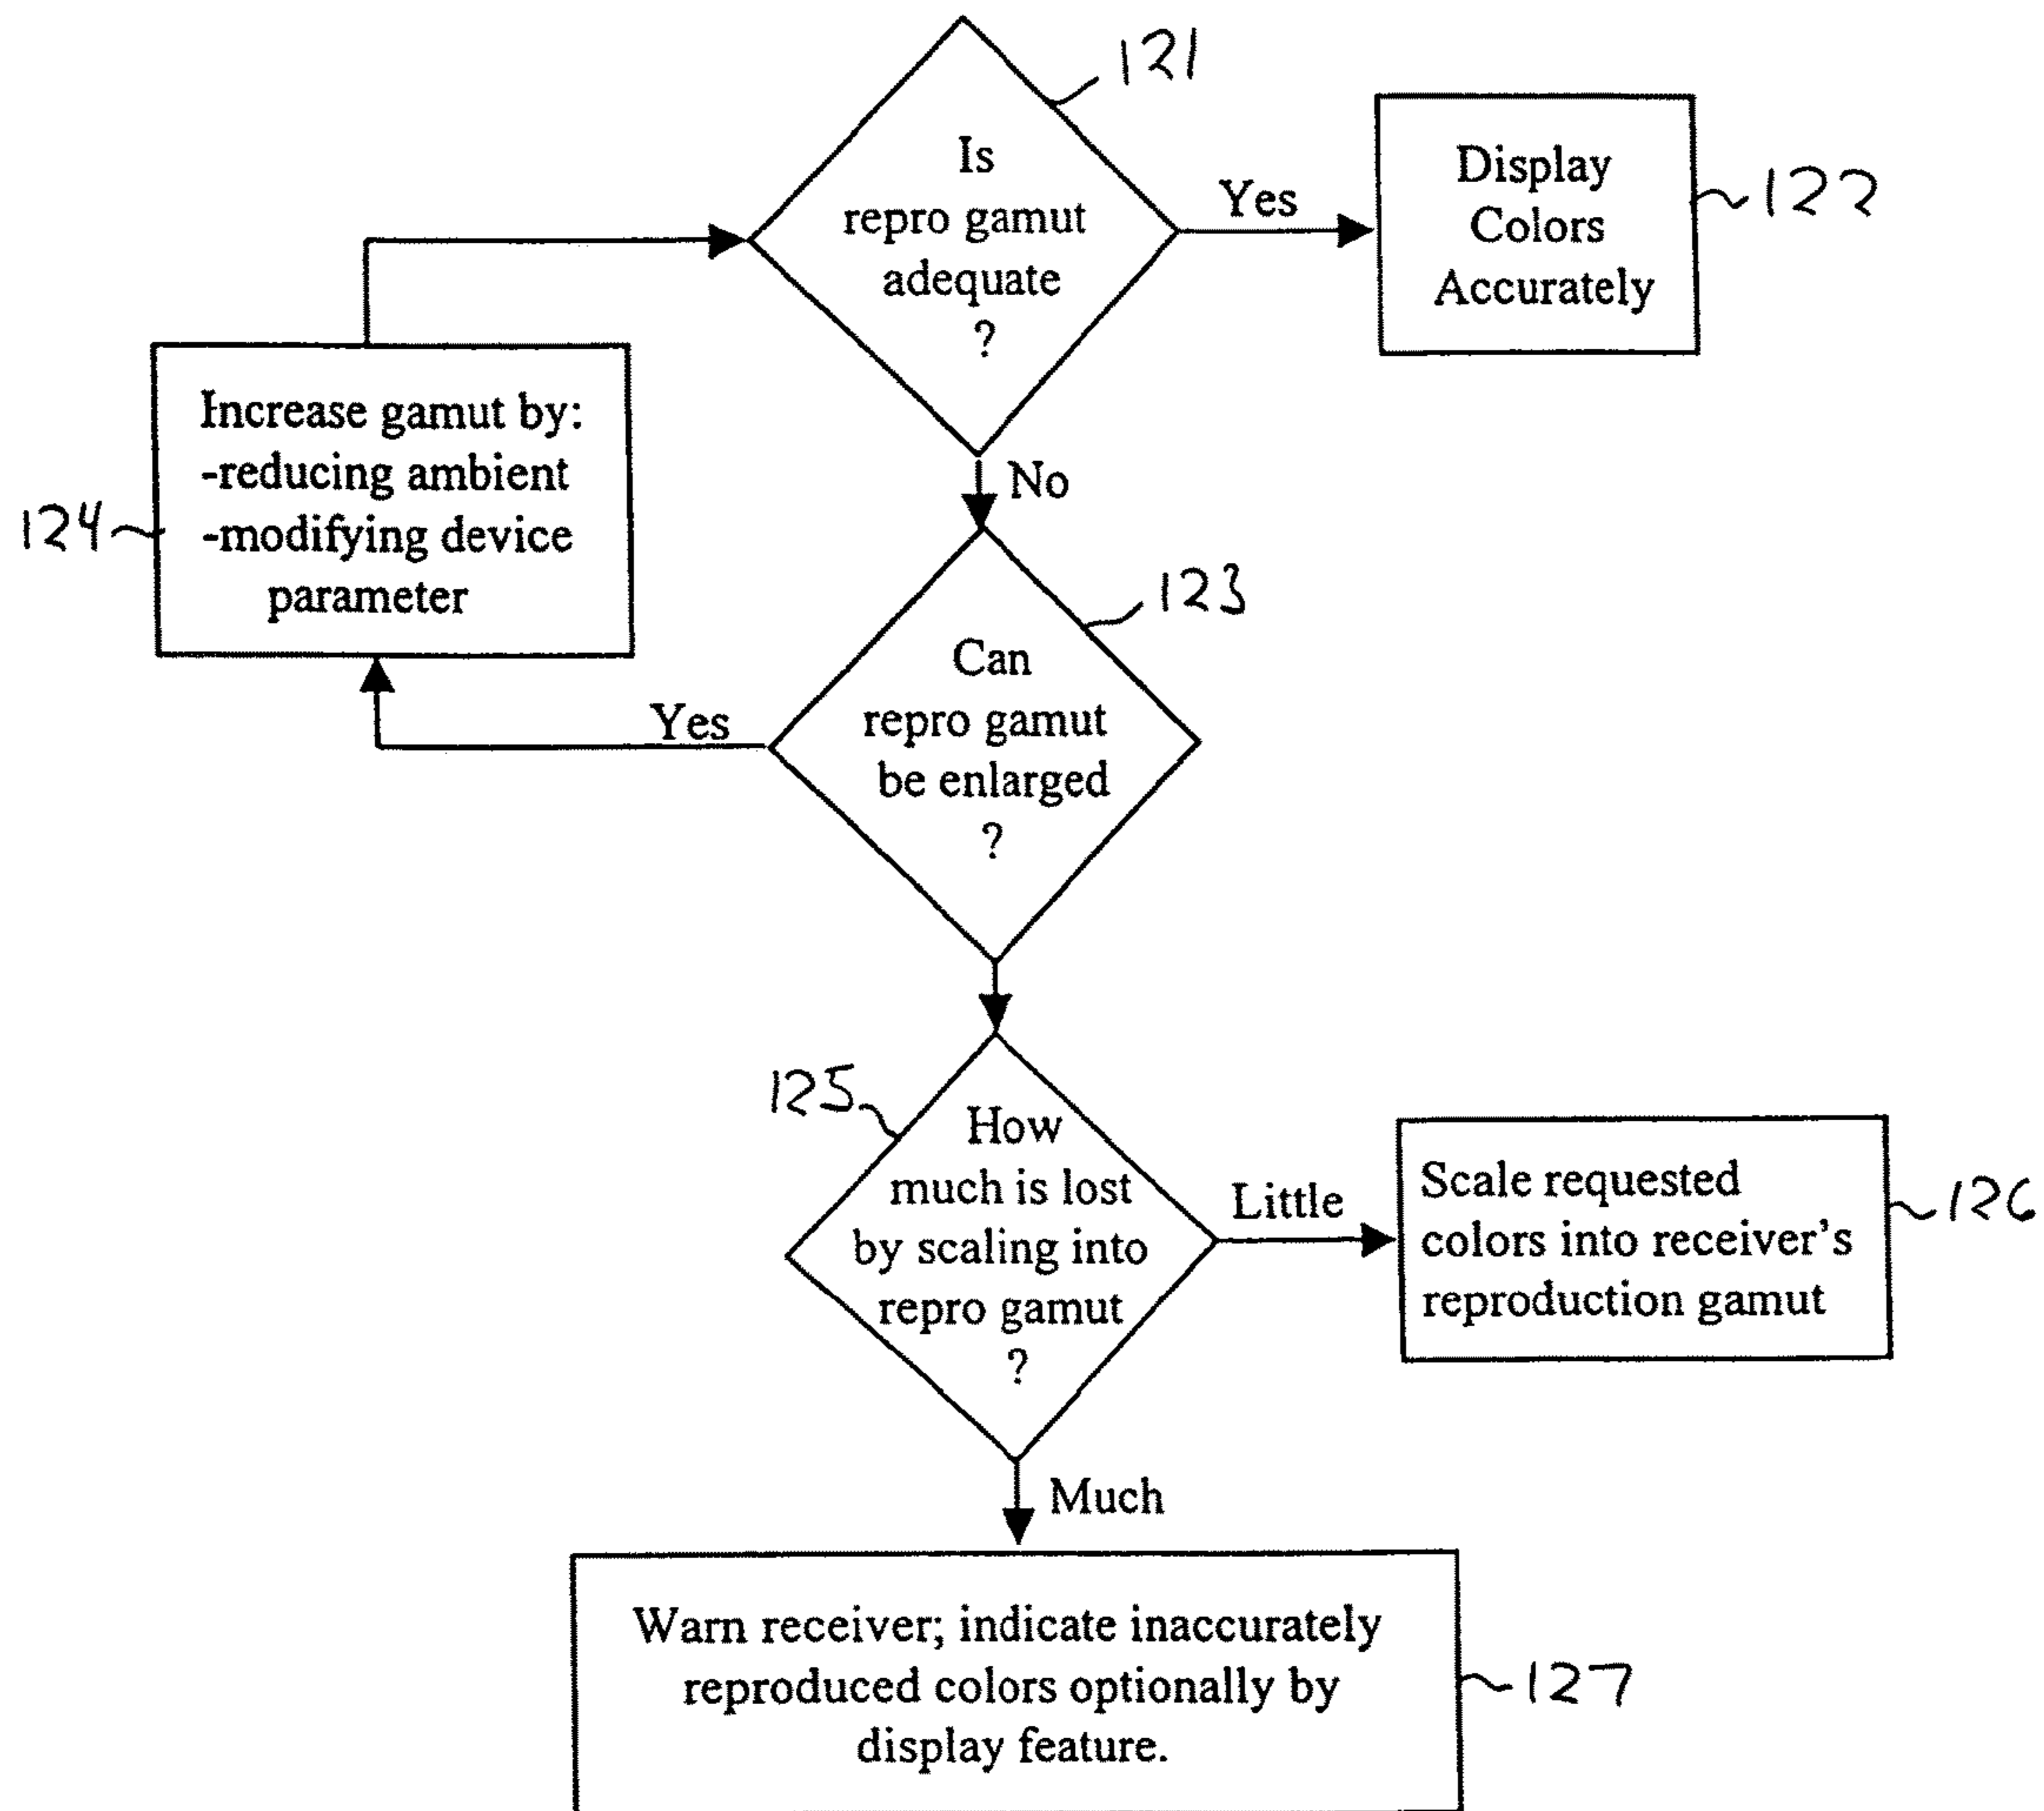 121
Is
repro gamut
adequate
?
Yes
Display
Colors
Accurately
122
No
Increase gamut by:
-reducing ambient
-modifying device
parameter
124
123
Can
repro gamut
be enlarged
?
Yes
125
How
much is lost
by scaling into
repro gamut
?
Little
Scale requested
colors into receiver's
reproduction gamut
126
Much
Warn receiver; indicate inaccurately
reproduced colors optionally by
display feature.
127